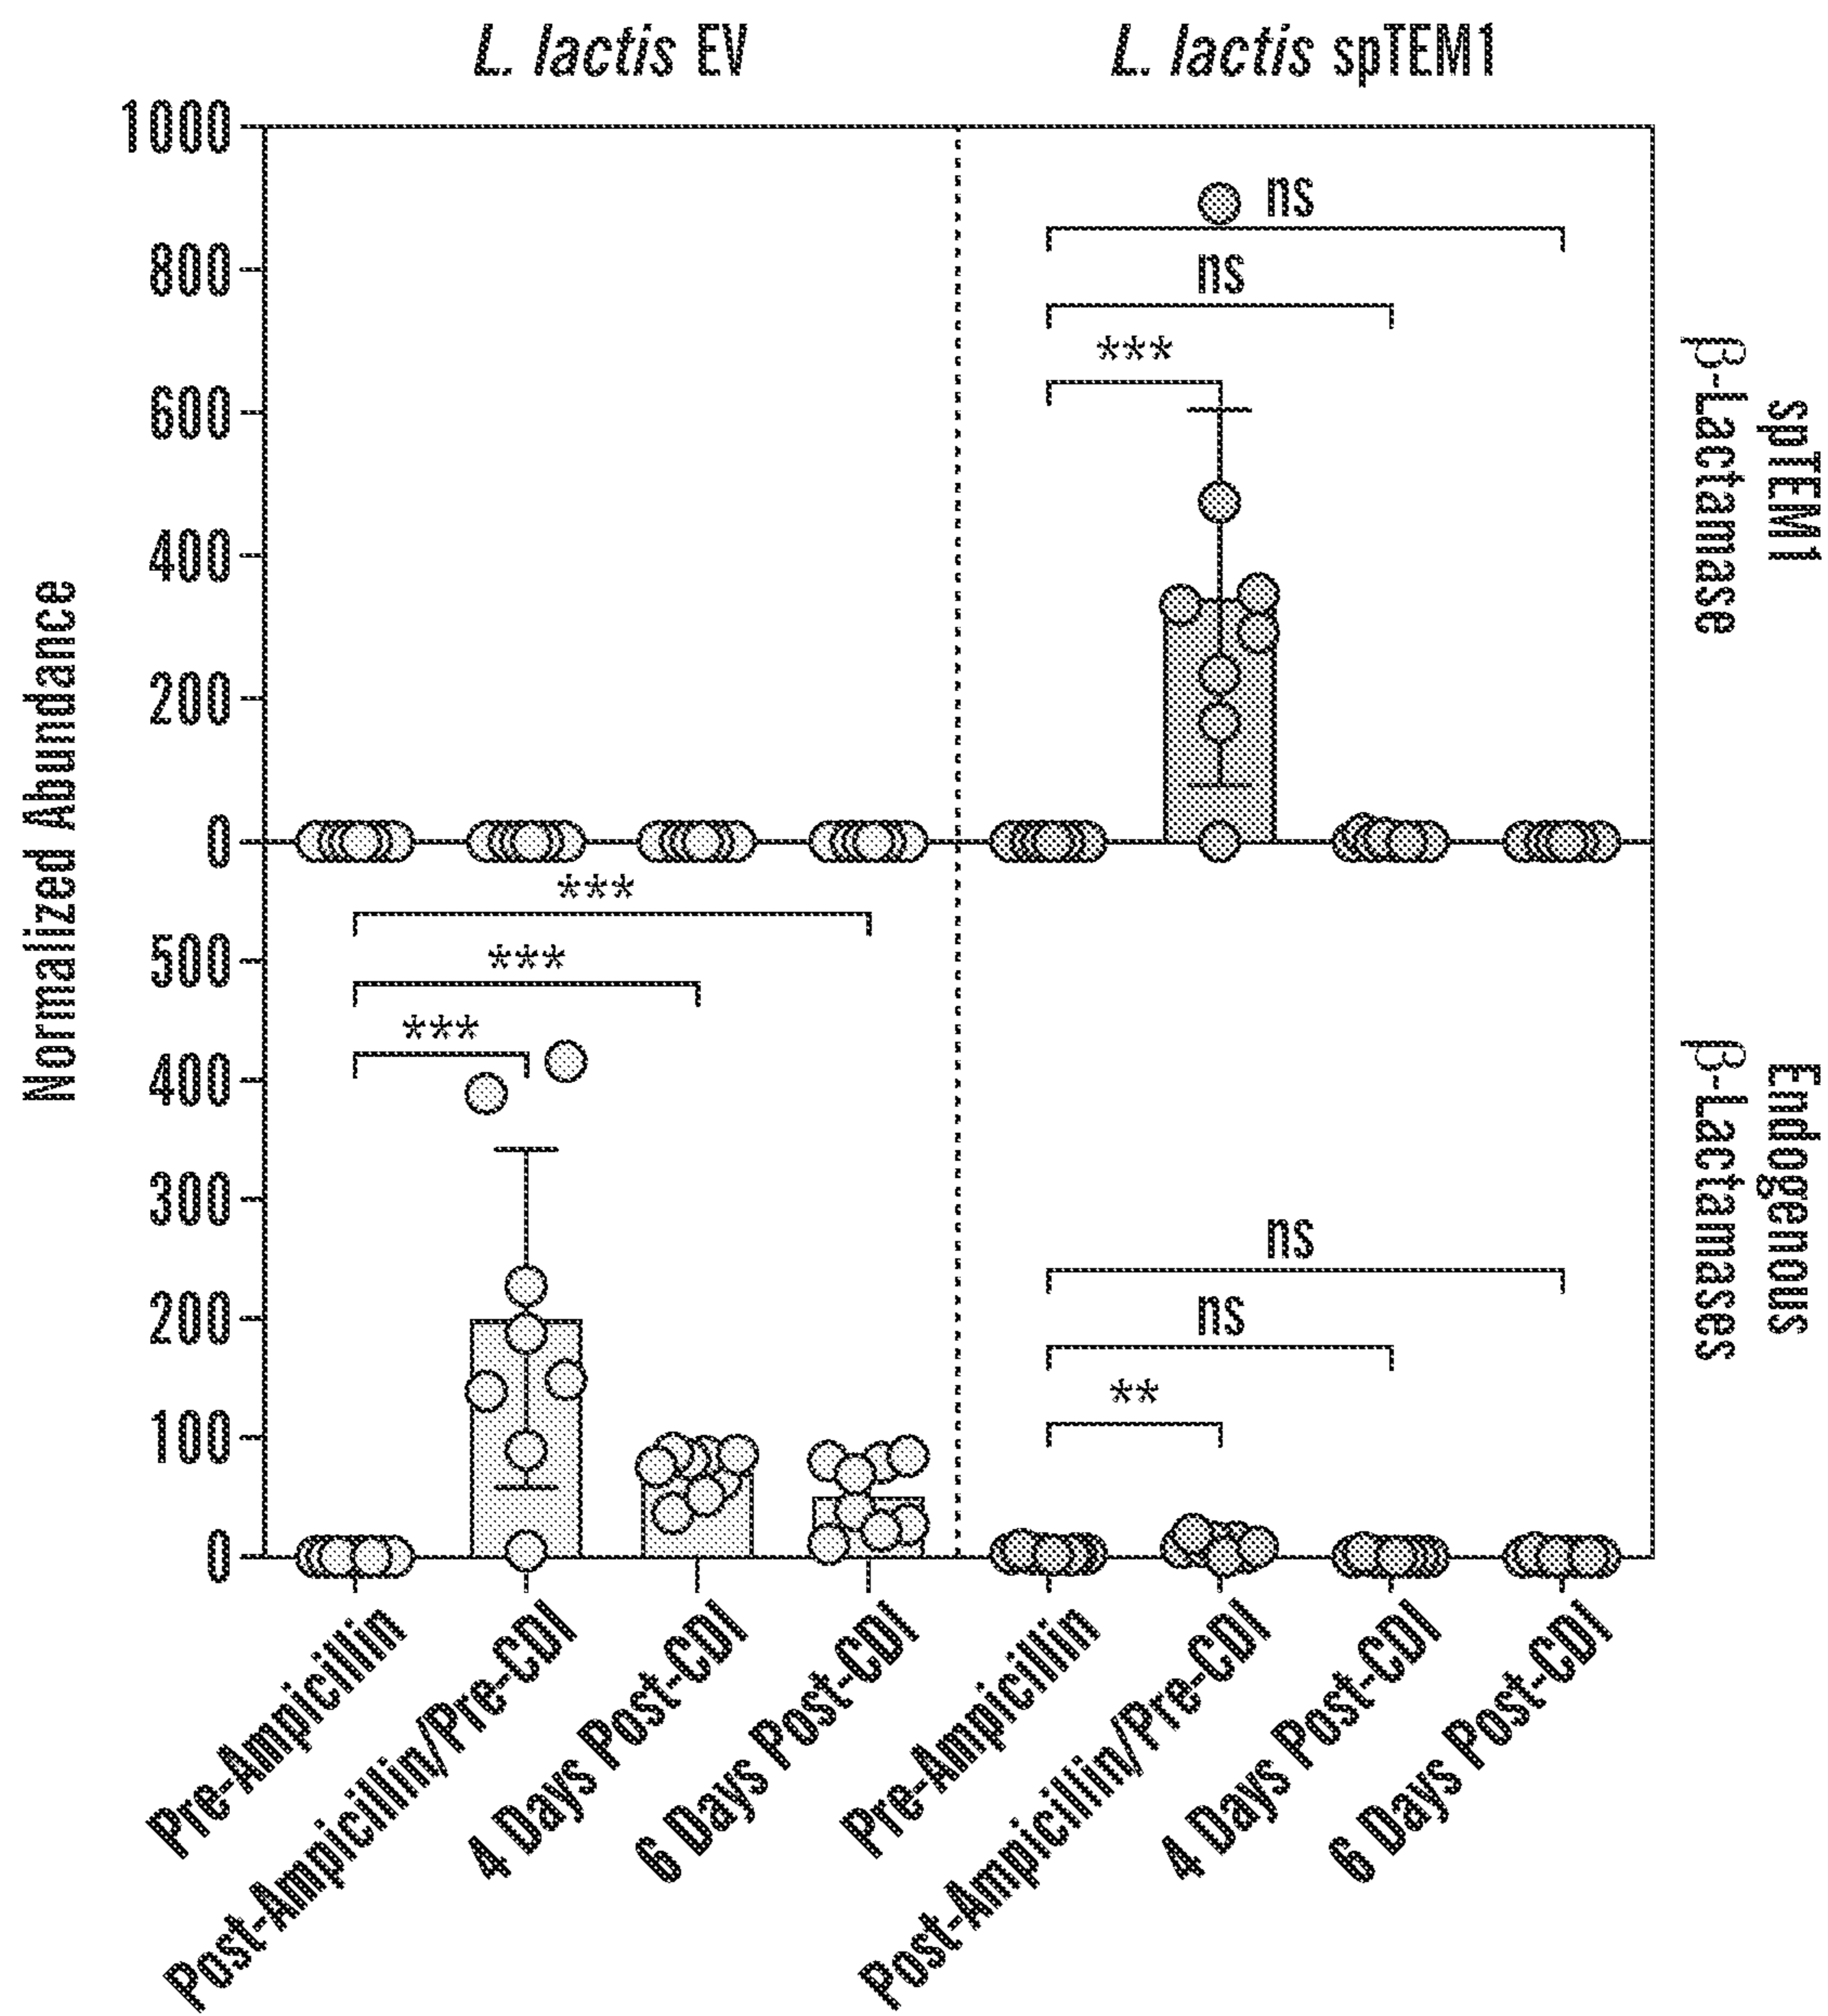 L. lactis EV
L. lactis spTEM1
Normalized Abundance
1000
800
600
400
200
0
ns
ns
***
spTEM1
β-Lactamase
500
400
300
200
100
0
***
***
***
ns
ns
**
Endogenous
β-Lactamases
Pre-Ampicillin
Post-Ampicillin/Pre-CDI
4 Days Post-CDI
6 Days Post-CDI
Pre-Ampicillin
Post-Ampicillin/Pre-CDI
4 Days Post-CDI
6 Days Post-CDI